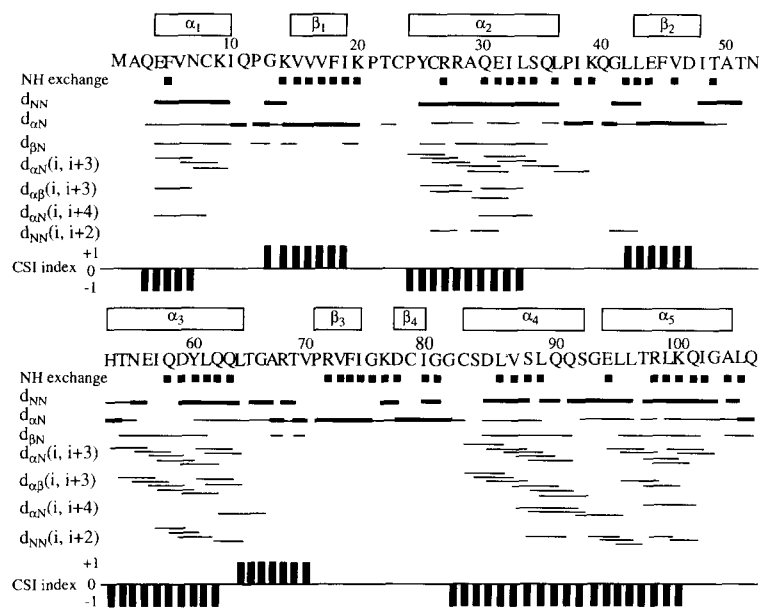 α1 β1 α2 β2
10 20 30 40 50
MAQEFVNCKIQPGKVVVFIKPTCPYCRRAQEILSQLPIKQGLLEFVDITATN
NH exchange
dNN
dαN
dβN
dαN(i, i+3)
dαβ(i, i+3)
dαN(i, i+4)
dNN(i, i+2)
+1
CSI index 0
-1
α3 β3 β4 α4 α5
60 70 80 90 100
HTNEIQDYLQQLTGARTVPRVFIGKDCIGGCSDLVSLQQSGELLTRLKQIGALQ
NH exchange
dNN
dαN
dβN
dαN(i, i+3)
dαβ(i, i+3)
dαN(i, i+4)
dNN(i, i+2)
+1
CSI index 0
-1